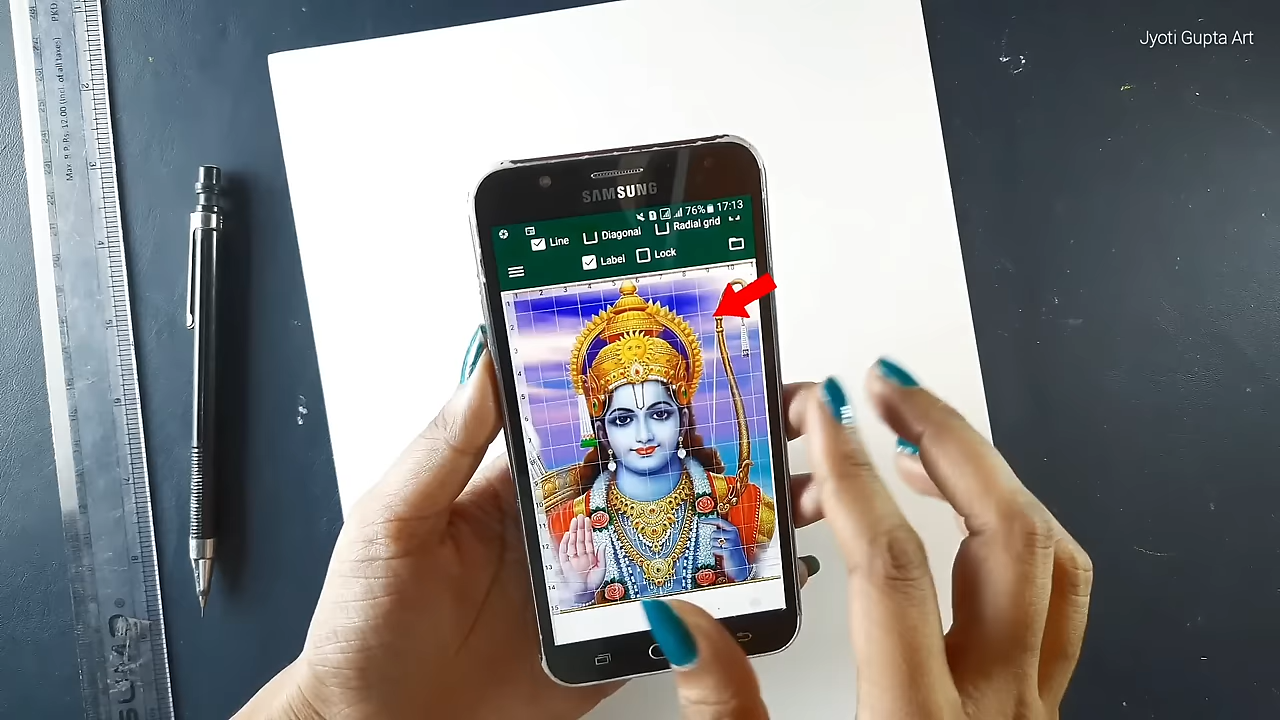 Jyoti Gupta Art
Max. R.P. Rs. 12.00 (Incl. of all taxes)
PKD
SAMSUNG
76% 17:13
Line
Diagonal
Radial grid
Label
Lock